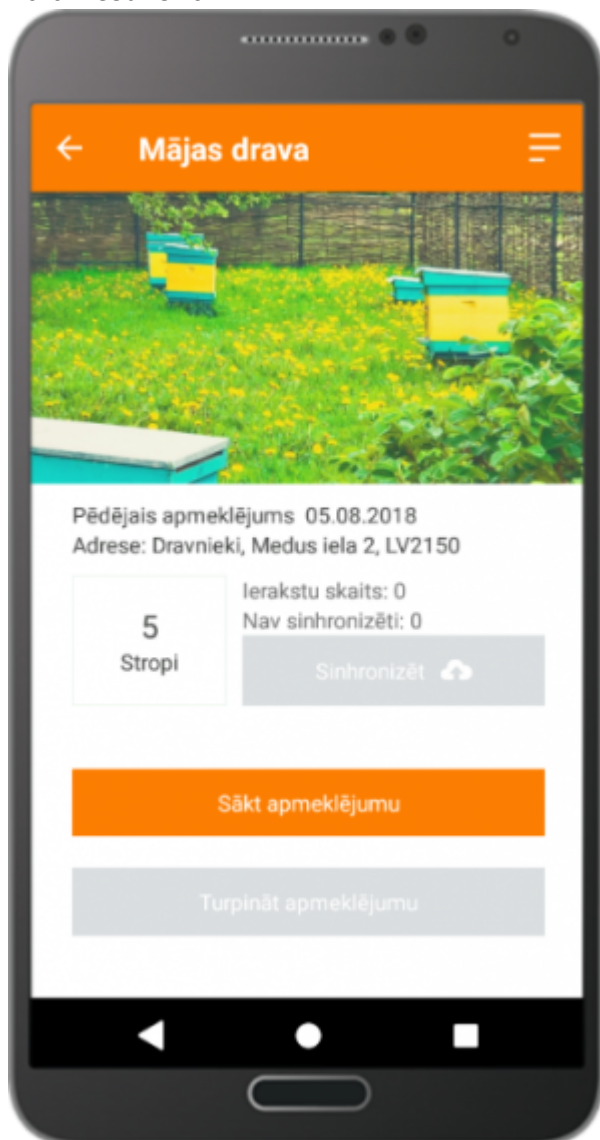 Mājas drava
Pēdējais apmeklējums 05.08.2018
Adrese: Dravnieki, Medus iela 2, LV2150
Ierakstu skaits: 0
Nav sinhronizēti: 0
5
Stropi
Sinhronizēt
Sākt apmeklējumu
Turpināt apmeklējumu